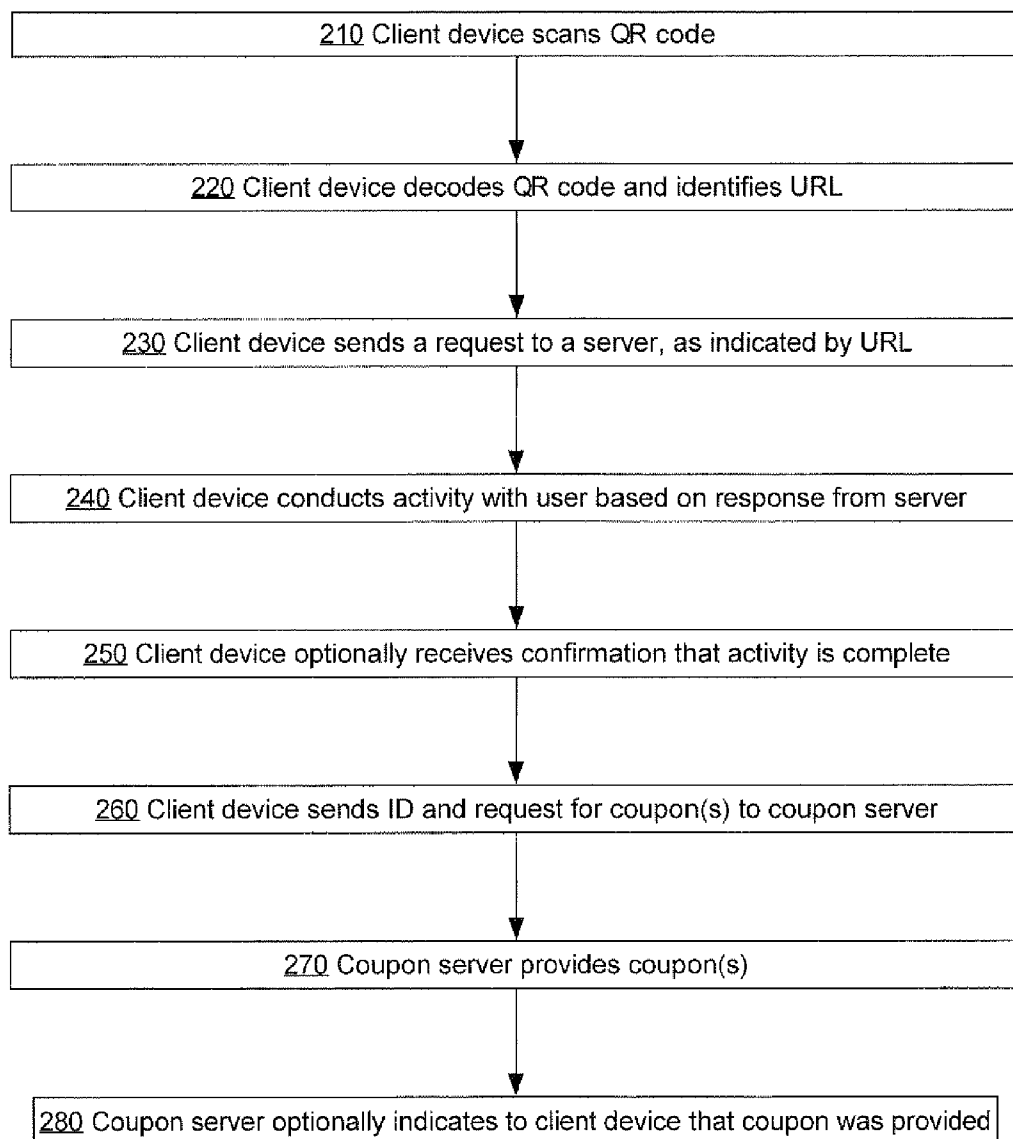 210 Client device scans QR code
220 Client device decodes QR code and identifies URL
230 Client device sends a request to a server, as indicated by URL
240 Client device conducts activity with user based on response from server
250 Client device optionally receives confirmation that activity is complete
260 Client device sends ID and request for coupon(s) to coupon server
270 Coupon server provides coupon(s)
280 Coupon server optionally indicates to client device that coupon was provided